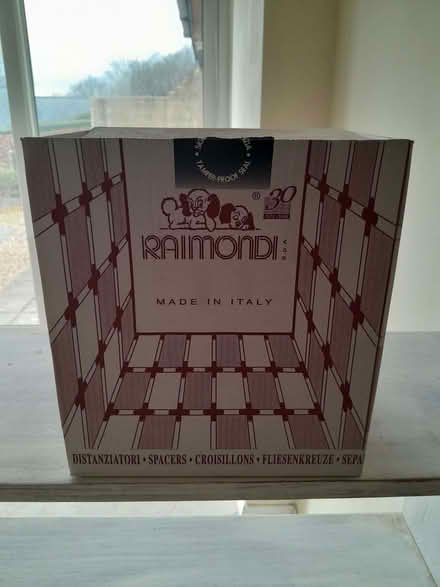 TAMPER-PROOF SEAL
® 30
RAIMONDI S.p.A.
MADE IN ITALY
DISTANZIATORI • SPACERS • CROISILLONS • FLIESENKREUZE • SEPA